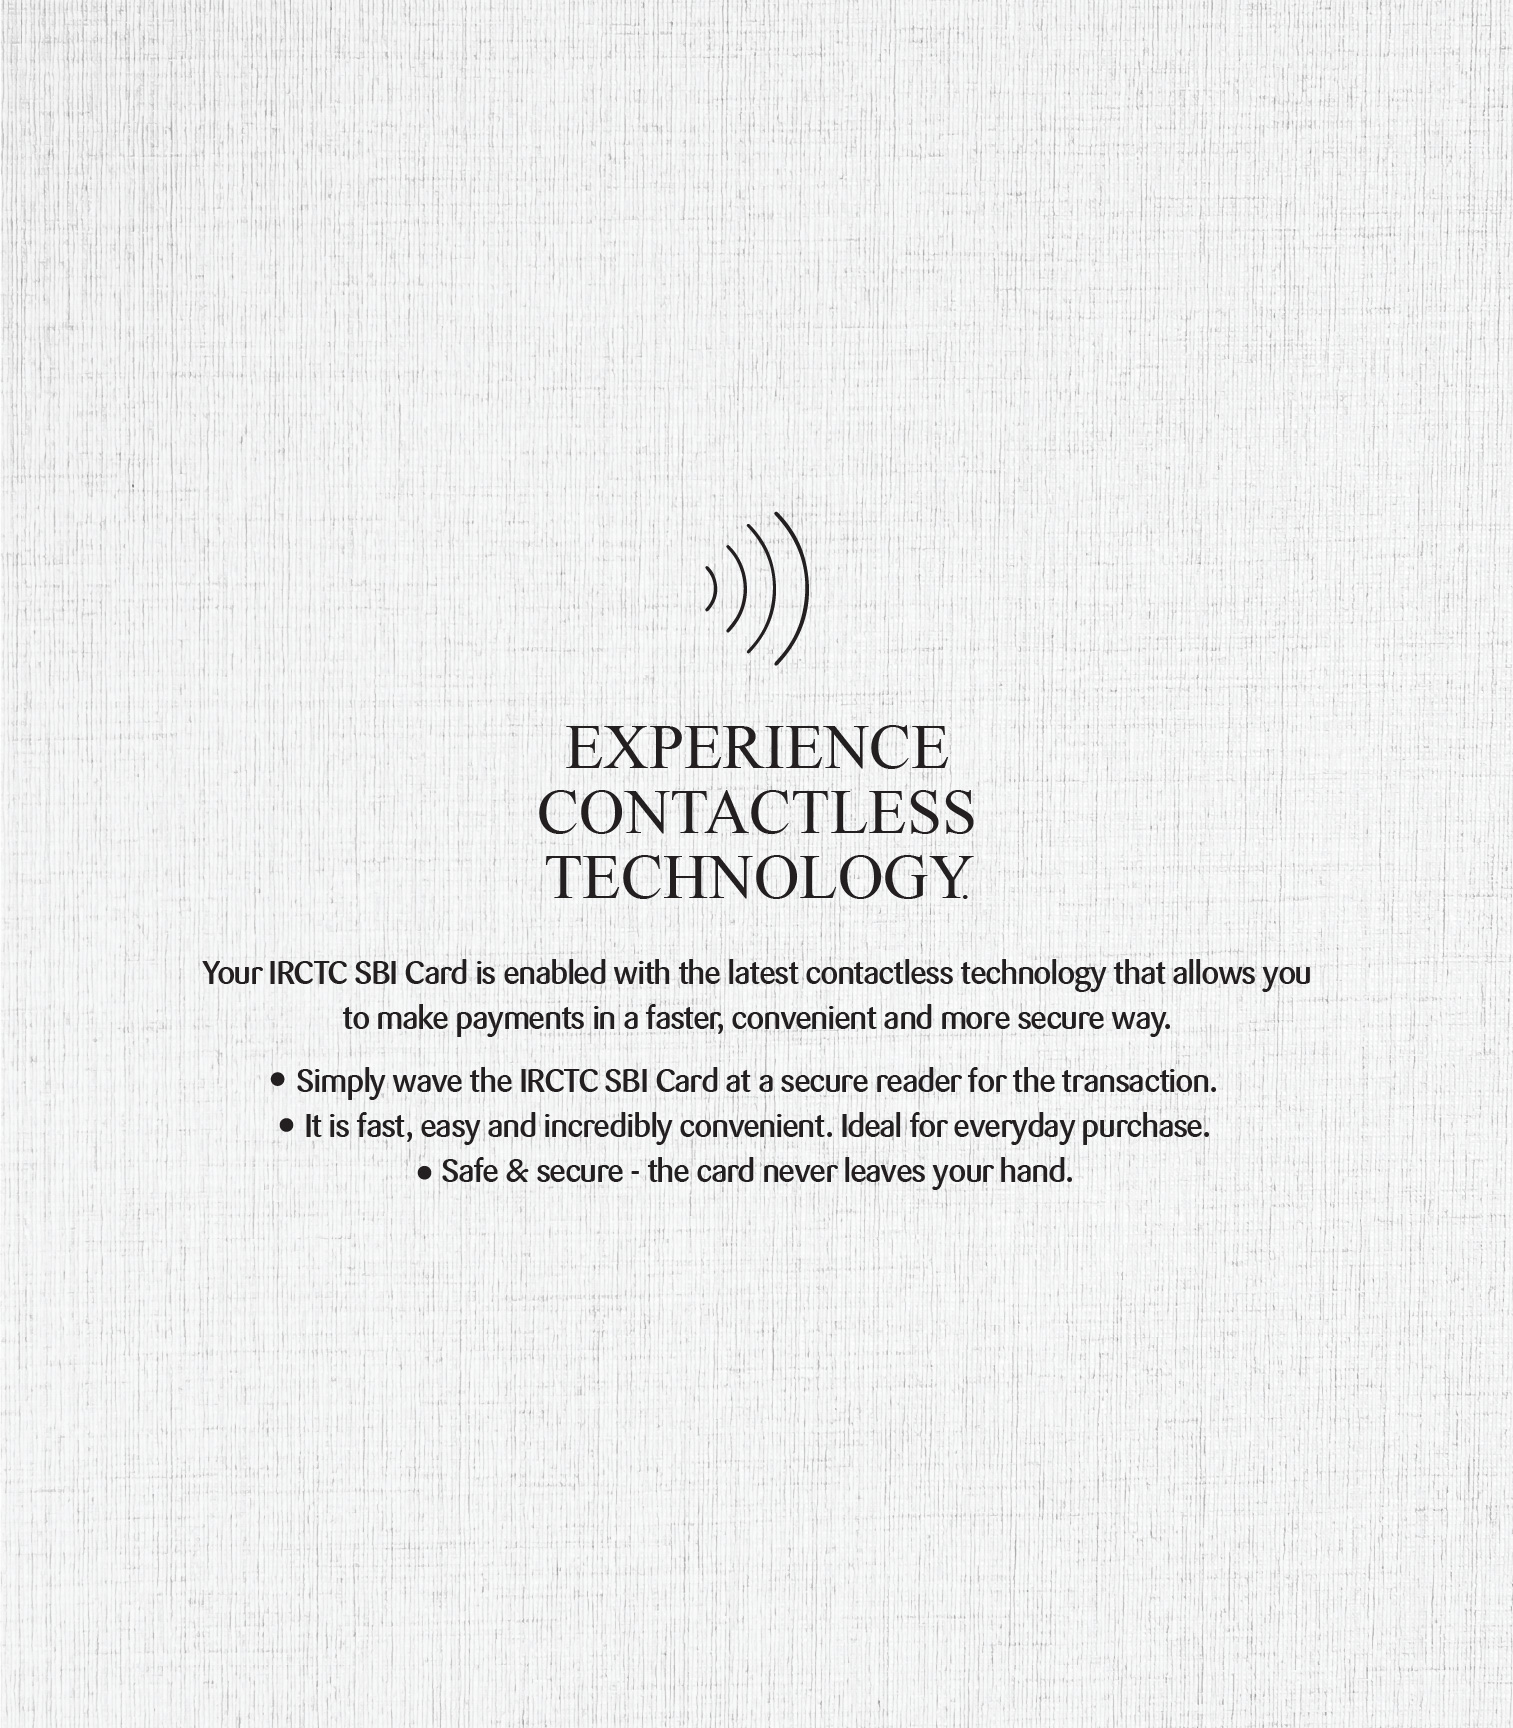 EXPERIENCE
CONTACTLESS
TECHNOLOGY.
Your IRCTC SBI Card is enabled with the latest contactless technology that allows you
to make payments in a faster, convenient and more secure way.
● Simply wave the IRCTC SBI Card at a secure reader for the transaction.
● It is fast, easy and incredibly convenient. Ideal for everyday purchase.
● Safe & secure - the card never leaves your hand.